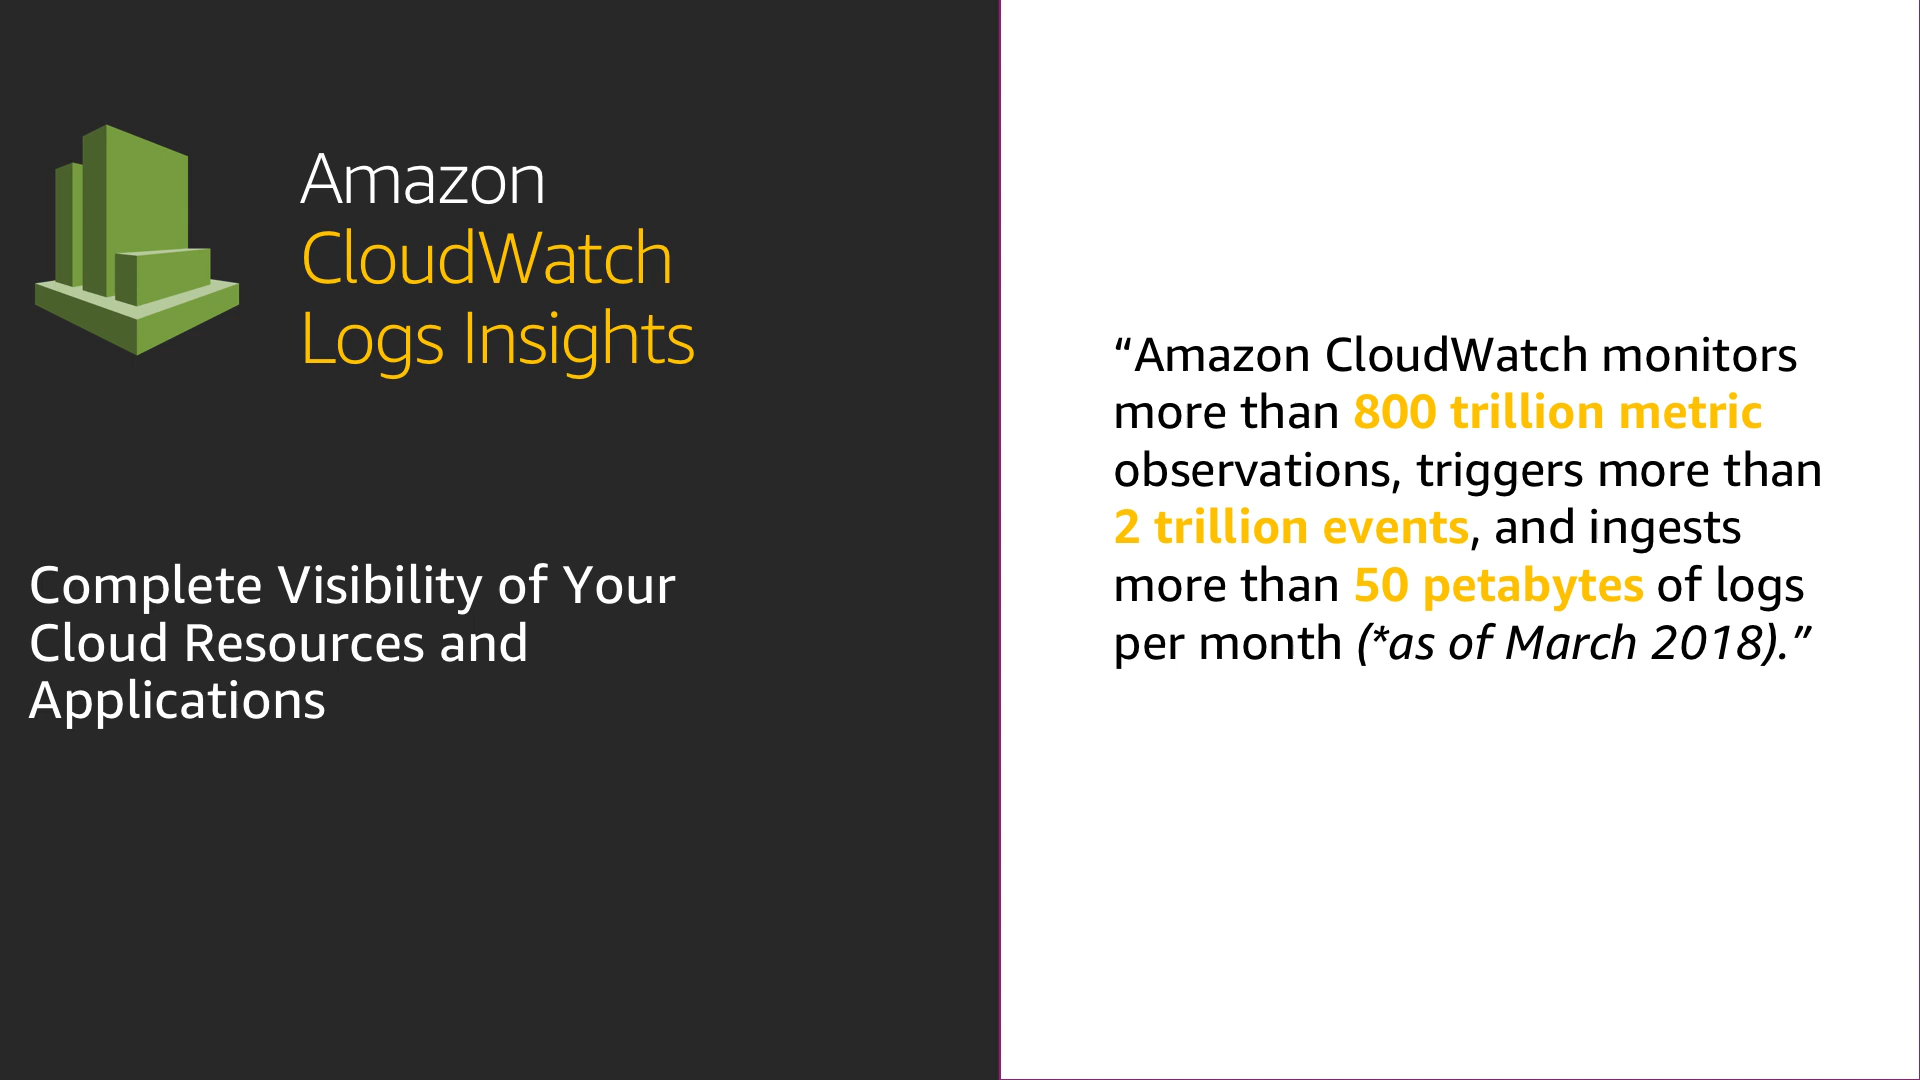 Amazon
CloudWatch
Logs Insights
Complete Visibility of Your
Cloud Resources and
Applications
“Amazon CloudWatch monitors
more than 800 trillion metric
observations, triggers more than
2 trillion events, and ingests
more than 50 petabytes of logs
per month (*as of March 2018).”